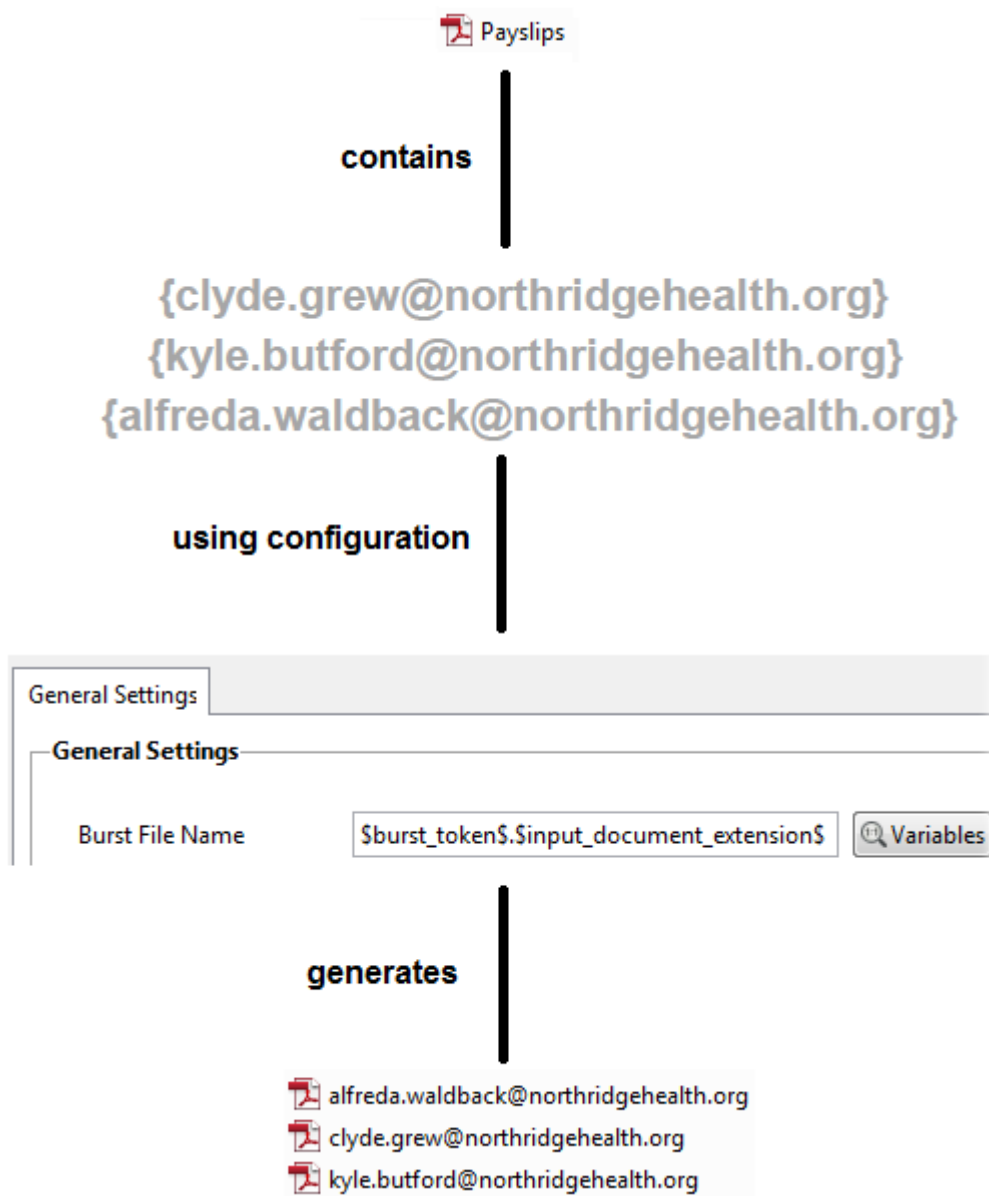 Payslips
contains
{clyde.grew@northridgehealth.org}
{kyle.butford@northridgehealth.org}
{alfreda.waldback@northridgehealth.org}
using configuration
General Settings
General Settings
Burst File Name $burst_token$.$input_document_extension$ Variables
generates
alfreda.waldback@northridgehealth.org
clyde.grew@northridgehealth.org
kyle.butford@northridgehealth.org